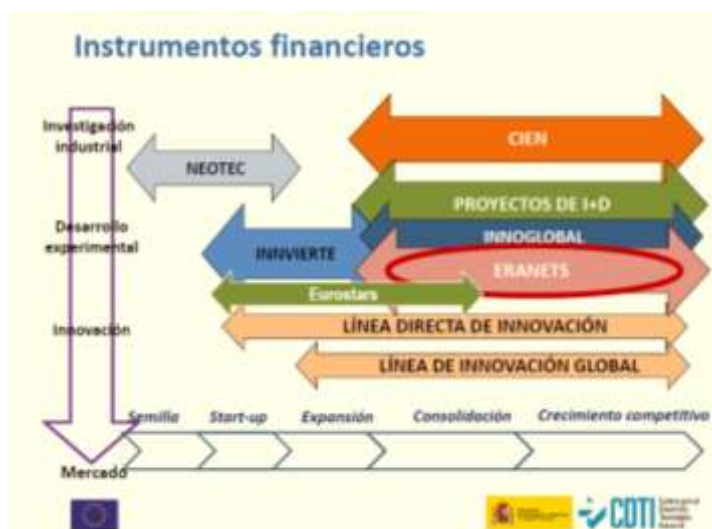 Instrumentos financieros
Investigación
industrial
CIEN
NEOTEC
PROYECTOS DE I+D
Desarrollo
experimental
INNOGLOBAL
INNVIERTE
ERANETS
Eurostars
Innovación
LÍNEA DIRECTA DE INNOVACIÓN
LÍNEA DE INNOVACIÓN GLOBAL
Semilla
Start-up
Expansión
Consolidación
Crecimiento competitivo
Mercado
CDTI